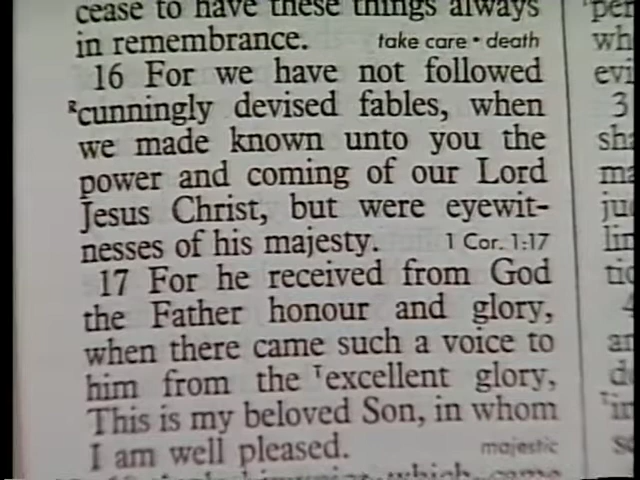 cease to have these things always
in remembrance. take care • death
16 For we have not followed
ʀcunningly devised fables, when
we made known unto you the
power and coming of our Lord
Jesus Christ, but were eyewit-
nesses of his majesty. 1 Cor. 1:17
17 For he received from God
the Father honour and glory,
when there came such a voice to
him from the ᵀexcellent glory,
This is my beloved Son, in whom
I am well pleased. majestic
which came